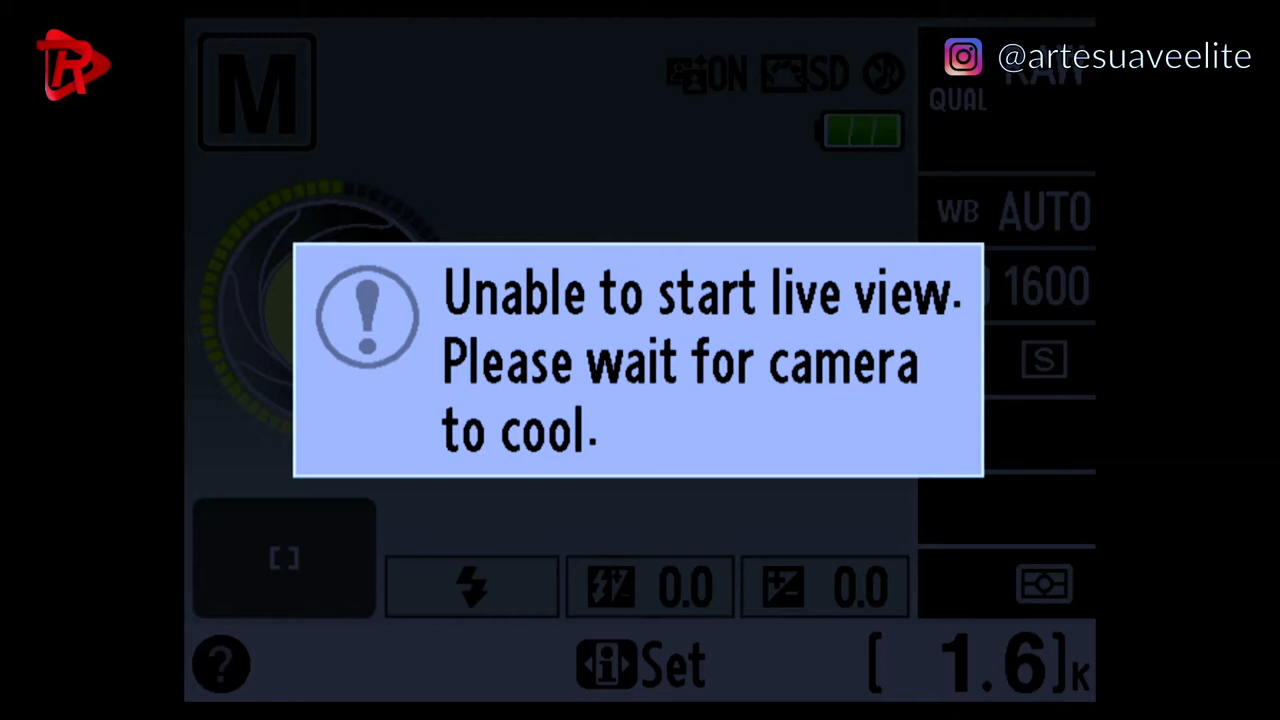 @artesuaveelite
M
ON
SD
RAW
QUAL
WB AUTO
1600
S
Unable to start live view.
Please wait for camera
to cool.
0.0
0.0
?
i Set
[ 1.6]K